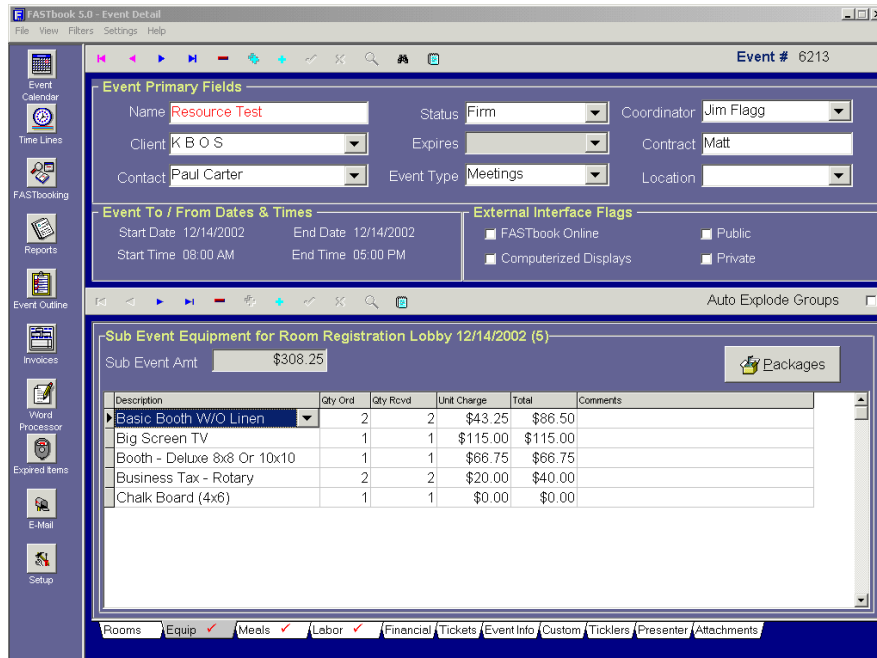 FASTbook 5.0 - Event Detail
File View Filters Settings Help
Event # 6213
Event Calendar
Time Lines
FASTbooking
Reports
Event Outline
Invoices
Word Processor
Expired Items
E-Mail
Setup
Event Primary Fields
Name Resource Test Status Firm Coordinator Jim Flagg
Client K B O S Expires Contract Matt
Contact Paul Carter Event Type Meetings Location
Event To / From Dates & Times
Start Date 12/14/2002 End Date 12/14/2002
Start Time 08:00 AM End Time 05:00 PM
External Interface Flags
FASTbook Online Public
Computerized Displays Private
Auto Explode Groups
Sub Event Equipment for Room Registration Lobby 12/14/2002 (5)
Sub Event Amt $308.25 Packages
Description Qty Ord Qty Rcvd Unit Charge Total Comments
Basic Booth W/O Linen 2 2 $43.25 $86.50
Big Screen TV 1 1 $115.00 $115.00
Booth - Deluxe 8x8 Or 10x10 1 1 $66.75 $66.75
Business Tax - Rotary 2 2 $20.00 $40.00
Chalk Board (4x6) 1 1 $0.00 $0.00
Rooms Equip Meals Labor Financial Tickets Event Info Custom Ticklers Presenter Attachments